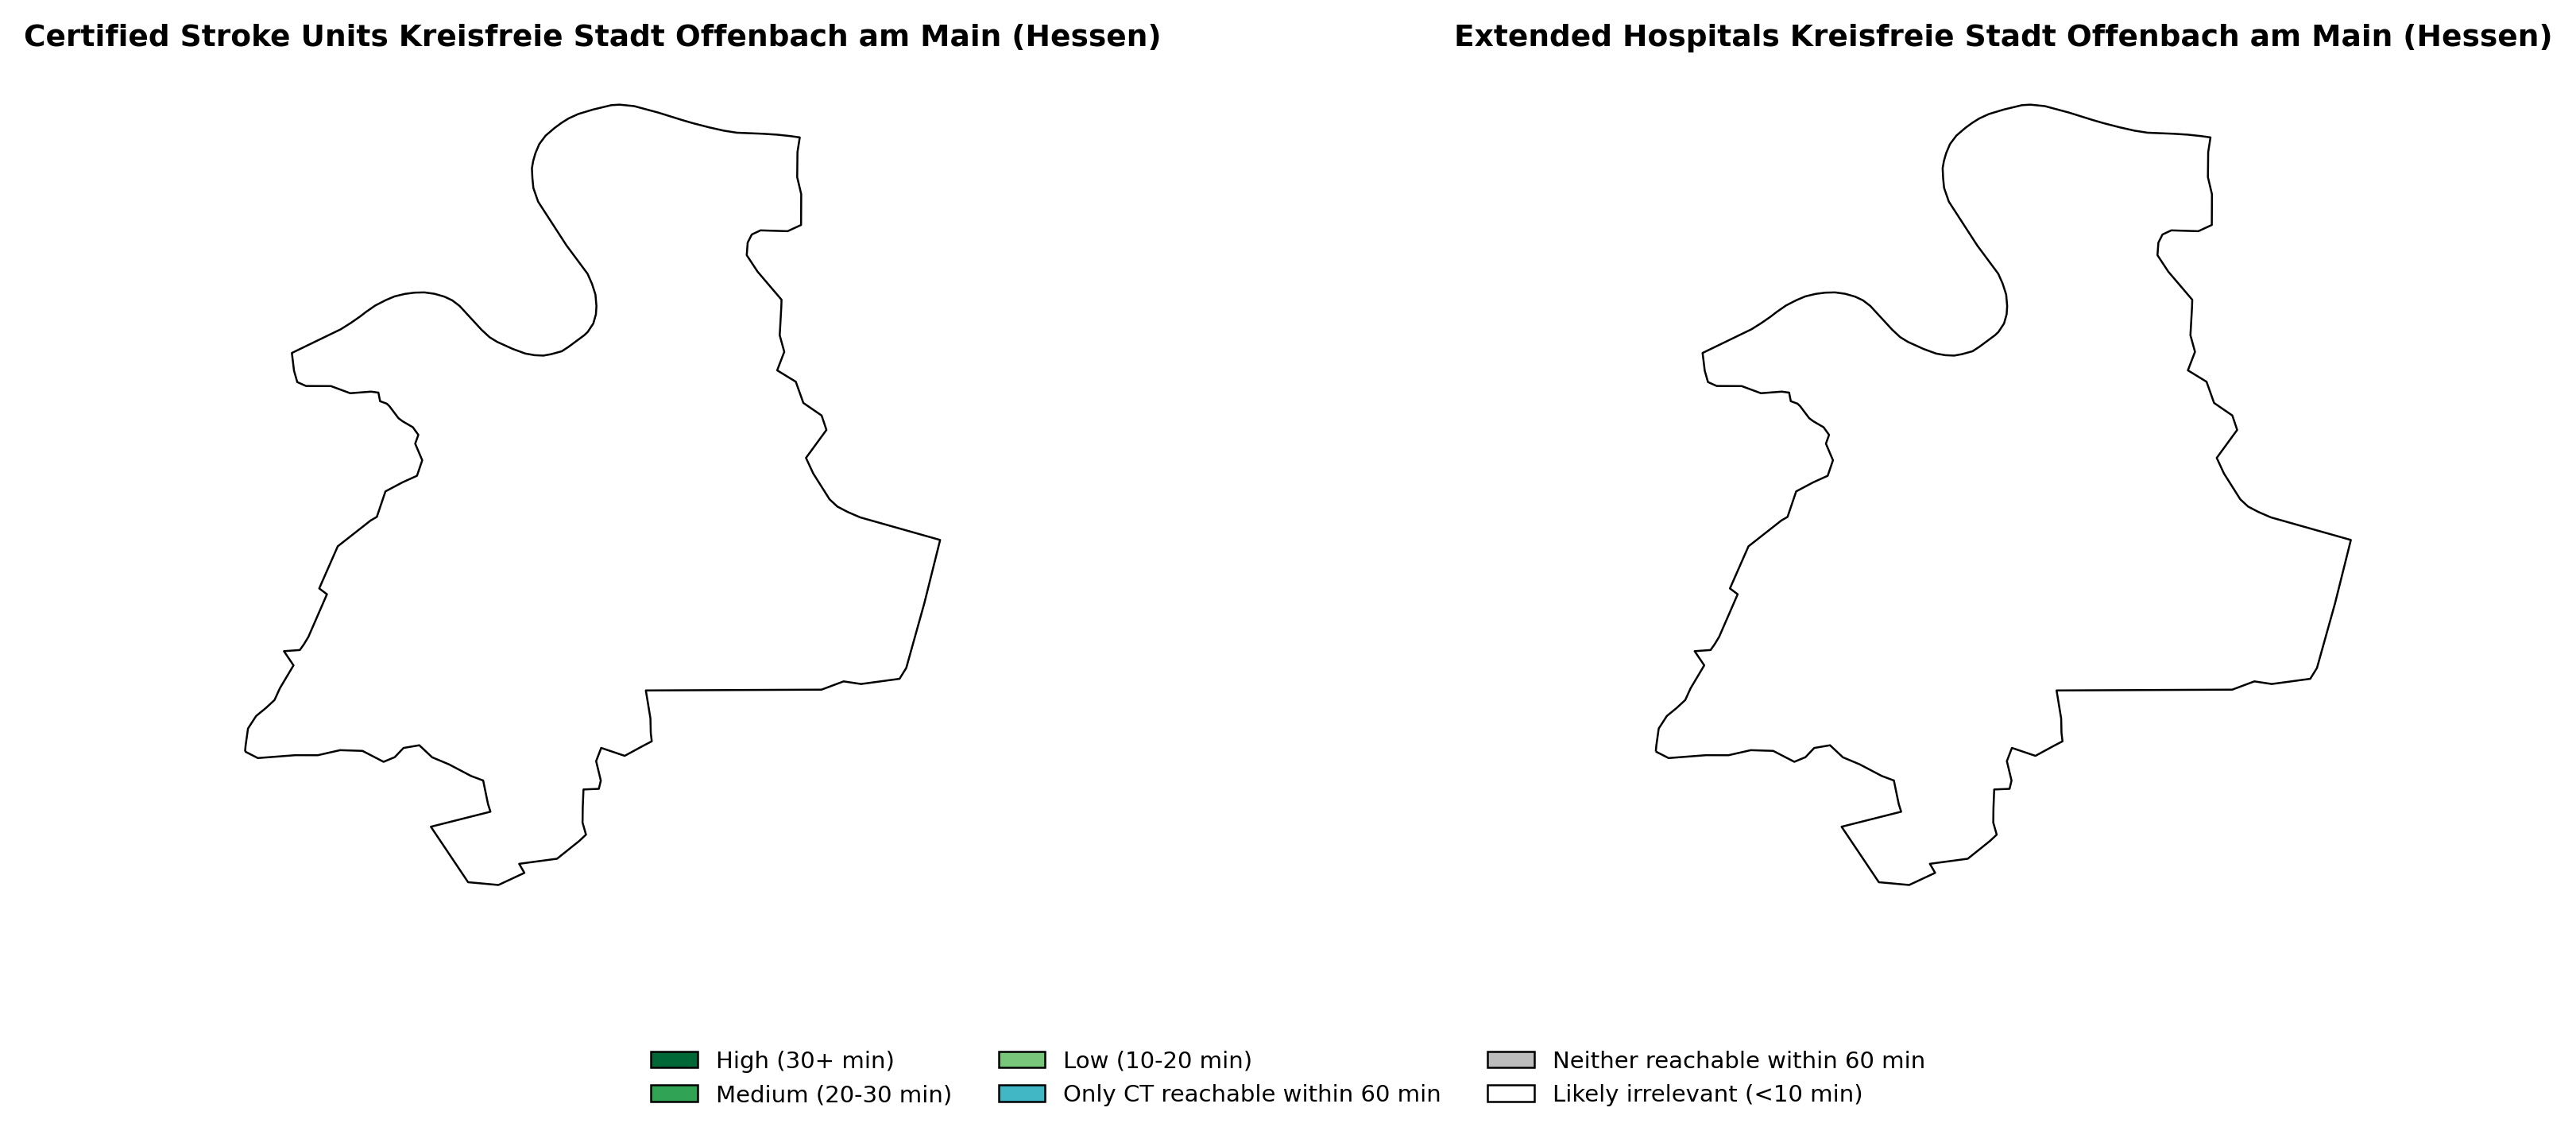 Certified Stroke Units Kreisfreie Stadt Offenbach am Main (Hessen)
Extended Hospitals Kreisfreie Stadt Offenbach am Main (Hessen)
High (30+ min)
Medium (20-30 min)
Low (10-20 min)
Only CT reachable within 60 min
Neither reachable within 60 min
Likely irrelevant (<10 min)